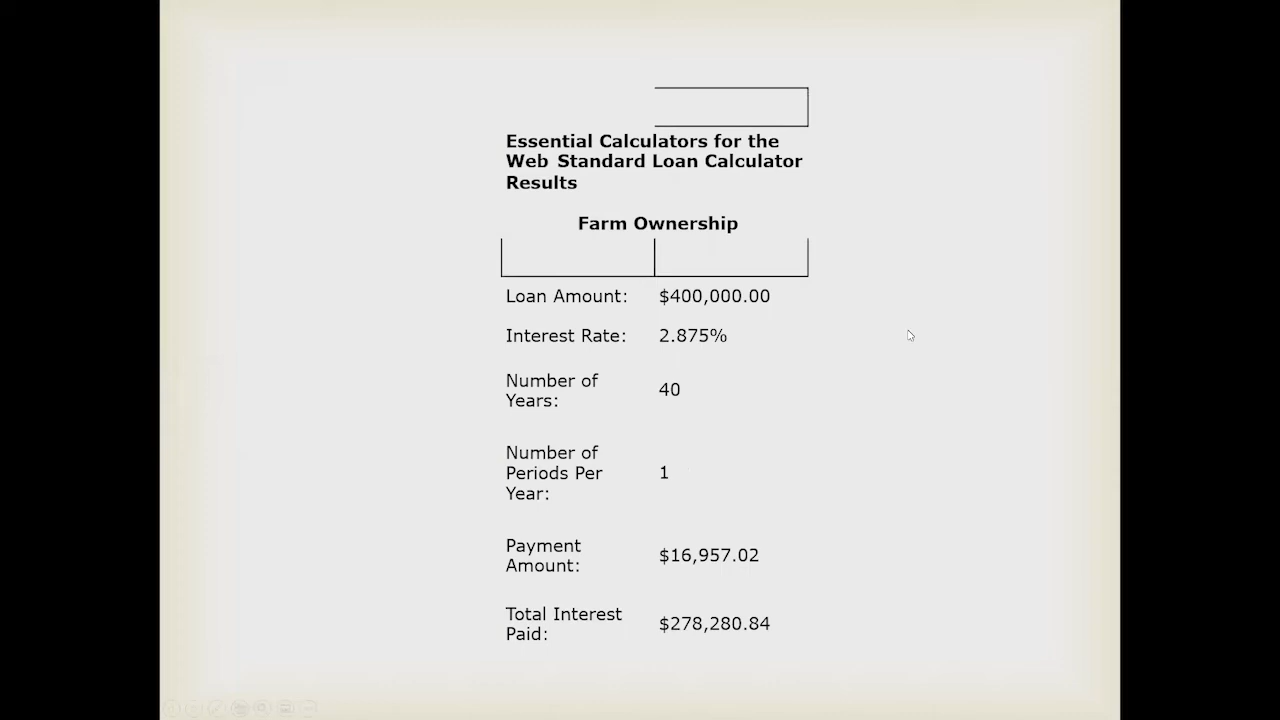 Essential Calculators for the
Web Standard Loan Calculator
Results
Farm Ownership
Loan Amount: $400,000.00
Interest Rate: 2.875%
Number of
Years:
40
Number of
Periods Per
Year:
1
Payment
Amount:
$16,957.02
Total Interest
Paid:
$278,280.84